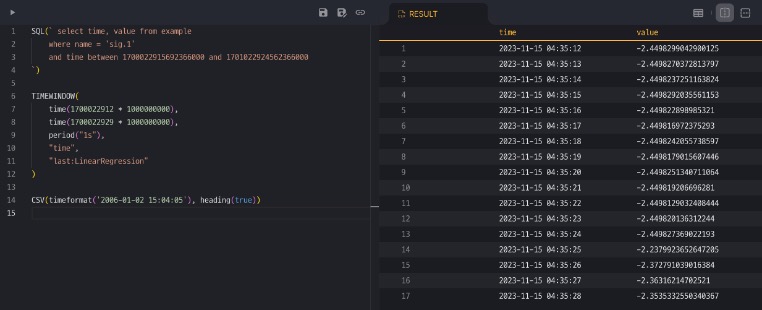 RESULT
1 SQL(` select time, value from example
2 where name = 'sig.1'
3 and time between 1700022915692366000 and 1701022924562366000
4 `)
5
6 TIMEWINDOW(
7 time(1700022912 * 1000000000),
8 time(1700022929 * 1000000000),
9 period("1s"),
10 "time",
11 "last:LinearRegression"
12 )
13
14 CSV(timeformat('2006-01-02 15:04:05'), heading(true))
15
time value
1 2023-11-15 04:35:12 -2.4498299042900125
2 2023-11-15 04:35:13 -2.449820372813797
3 2023-11-15 04:35:14 -2.4498237251163824
4 2023-11-15 04:35:15 -2.4498292035561153
5 2023-11-15 04:35:16 -2.449822898985321
6 2023-11-15 04:35:17 -2.449816972375293
7 2023-11-15 04:35:18 -2.4498242055738597
8 2023-11-15 04:35:19 -2.4498179015607446
9 2023-11-15 04:35:20 -2.4498251340711064
10 2023-11-15 04:35:21 -2.449819206696281
11 2023-11-15 04:35:22 -2.4498129032408444
12 2023-11-15 04:35:23 -2.449820136312244
13 2023-11-15 04:35:24 -2.449827369022193
14 2023-11-15 04:35:25 -2.2379923652647205
15 2023-11-15 04:35:26 -2.372791039016384
16 2023-11-15 04:35:27 -2.36316214702521
17 2023-11-15 04:35:28 -2.3535332550340367